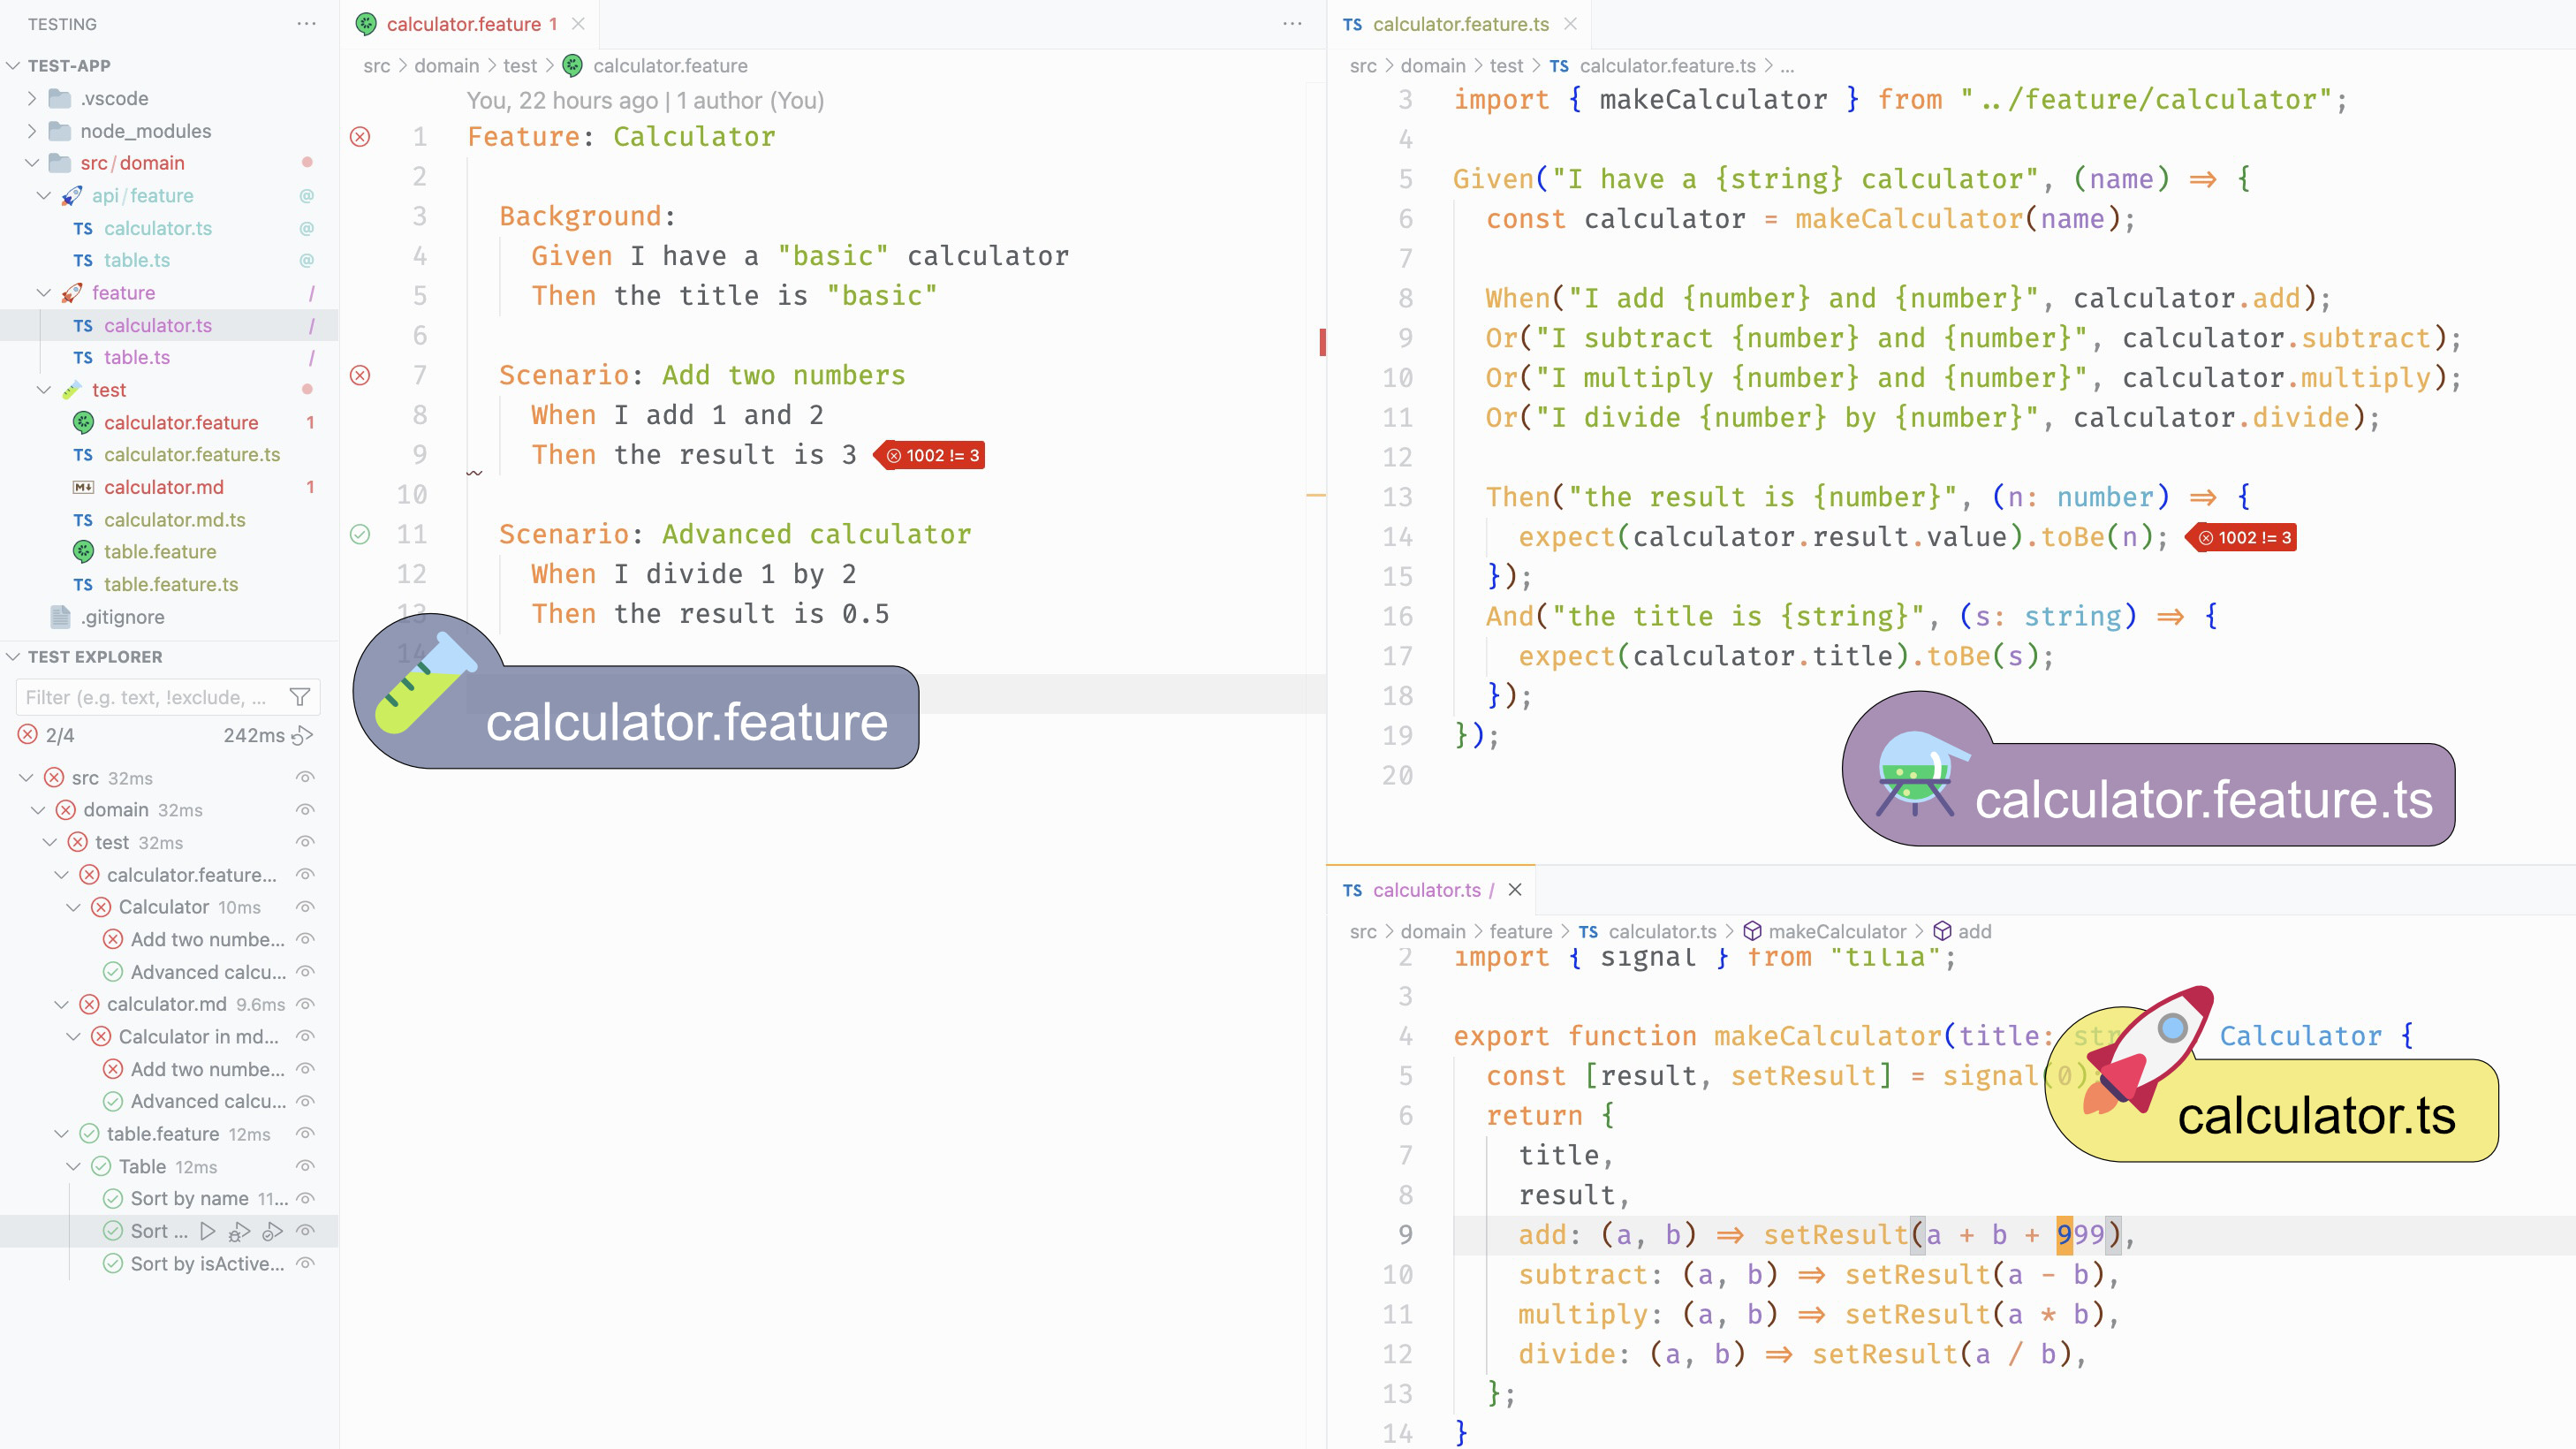 TESTING ···
TEST-APP
.vscode
node_modules
src/domain
api/feature @
TS calculator.ts @
TS table.ts @
feature /
TS calculator.ts /
TS table.ts /
test
calculator.feature 1
TS calculator.feature.ts
M↓ calculator.md 1
TS calculator.md.ts
table.feature
TS table.feature.ts
.gitignore
TEST EXPLORER
Filter (e.g. text, !exclude, ...
2/4 242ms
src 32ms
domain 32ms
test 32ms
calculator.feature...
Calculator 10ms
Add two numbe...
Advanced calcu...
calculator.md 9.6ms
Calculator in md...
Add two numbe...
Advanced calcu...
table.feature 12ms
Table 12ms
Sort by name 11...
Sort ...
Sort by isActive...
calculator.feature 1 ···
src > domain > test > calculator.feature
You, 22 hours ago | 1 author (You)
1 Feature: Calculator
2
3 Background:
4 Given I have a "basic" calculator
5 Then the title is "basic"
6
7 Scenario: Add two numbers
8 When I add 1 and 2
9 Then the result is 3 1002 != 3
10
11 Scenario: Advanced calculator
12 When I divide 1 by 2
13 Then the result is 0.5
14
calculator.feature
TS calculator.feature.ts
src > domain > test > TS calculator.feature.ts > ...
3 import { makeCalculator } from "../feature/calculator";
4
5 Given("I have a {string} calculator", (name) ⇒ {
6 const calculator = makeCalculator(name);
7
8 When("I add {number} and {number}", calculator.add);
9 Or("I subtract {number} and {number}", calculator.subtract);
10 Or("I multiply {number} and {number}", calculator.multiply);
11 Or("I divide {number} by {number}", calculator.divide);
12
13 Then("the result is {number}", (n: number) ⇒ {
14 expect(calculator.result.value).toBe(n); 1002 != 3
15 });
16 And("the title is {string}", (s: string) ⇒ {
17 expect(calculator.title).toBe(s);
18 });
19 });
20
calculator.feature.ts
TS calculator.ts /
src > domain > feature > TS calculator.ts > makeCalculator > add
2 import { signal } from "tilia";
3
4 export function makeCalculator(title: str Calculator {
5 const [result, setResult] = signal(0)
6 return {
7 title,
8 result,
9 add: (a, b) ⇒ setResult(a + b + 999),
10 subtract: (a, b) ⇒ setResult(a - b),
11 multiply: (a, b) ⇒ setResult(a * b),
12 divide: (a, b) ⇒ setResult(a / b),
13 };
14 }
calculator.ts